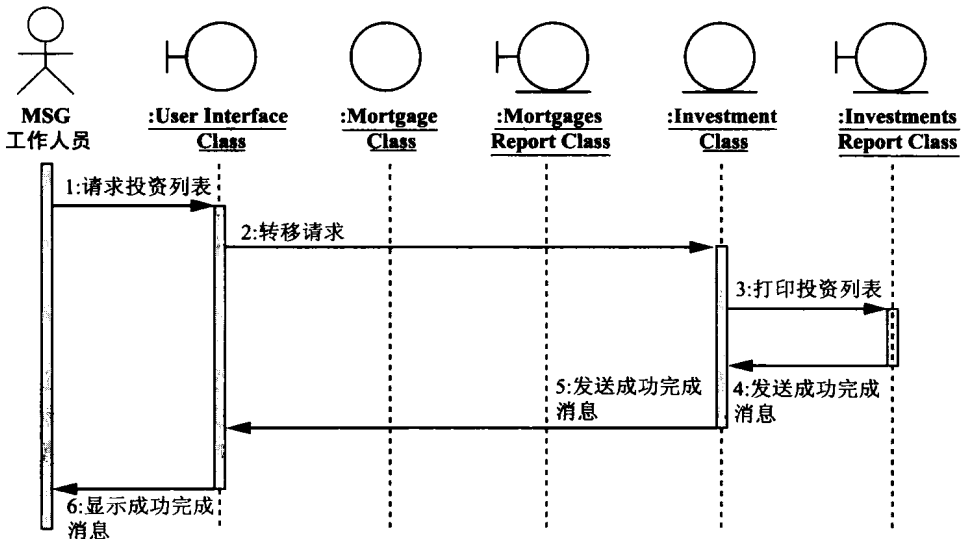 MSG
工作人员
:User Interface
Class
:Mortgage
Class
:Mortgages
Report Class
:Investment
Class
:Investments
Report Class
1:请求投资列表
2:转移请求
3:打印投资列表
4:发送成功完成
消息
5:发送成功完成
消息
6:显示成功完成
消息